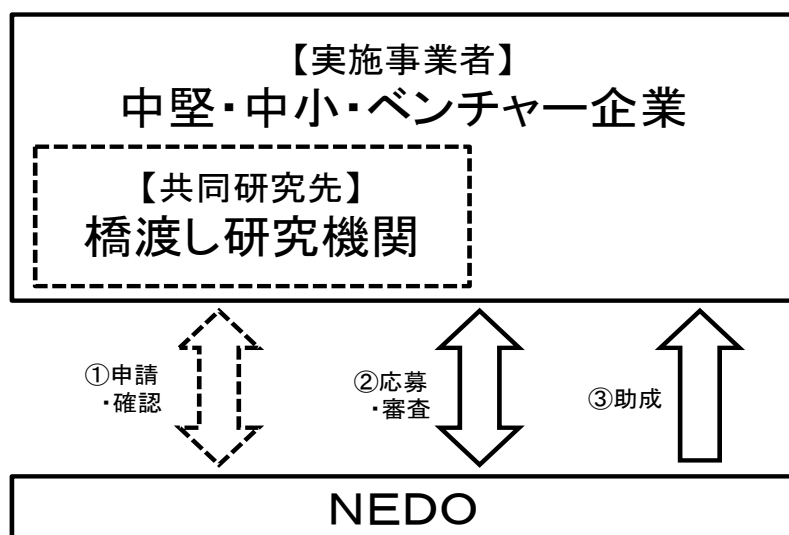 【実施事業者】
中堅・中小・ベンチャー企業
【共同研究先】
橋渡し研究機関
①申請
・確認
②応募
・審査
③助成
NEDO